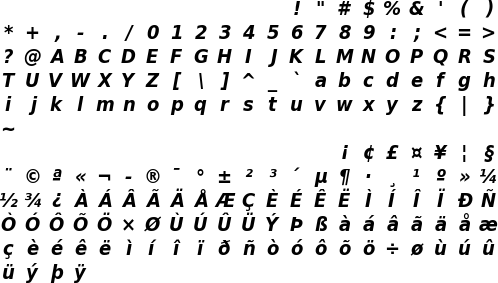 ! " # $ % & ' ( )
* + , - . / 0 1 2 3 4 5 6 7 8 9 : ; < = >
? @ A B C D E F G H I J K L M N O P Q R S
T U V W X Y Z [ \ ] ^ _ ` a b c d e f g h
i j k l m n o p q r s t u v w x y z { | }
~
¡ ¢ £ ¤ ¥ ¦ §
¨ © ª « ¬ - ® ¯ ° ± ² ³ ´ µ ¶ · ¸ ¹ º » ¼
½ ¾ ¿ À Á Â Ã Ä Å Æ Ç È É Ê Ë Ì Í Î Ï Ð Ñ
Ò Ó Ô Õ Ö × Ø Ù Ú Û Ü Ý Þ ß à á â ã ä å æ
ç è é ê ë ì í î ï ð ñ ò ó ô õ ö ÷ ø ù ú û
ü ý þ ÿ